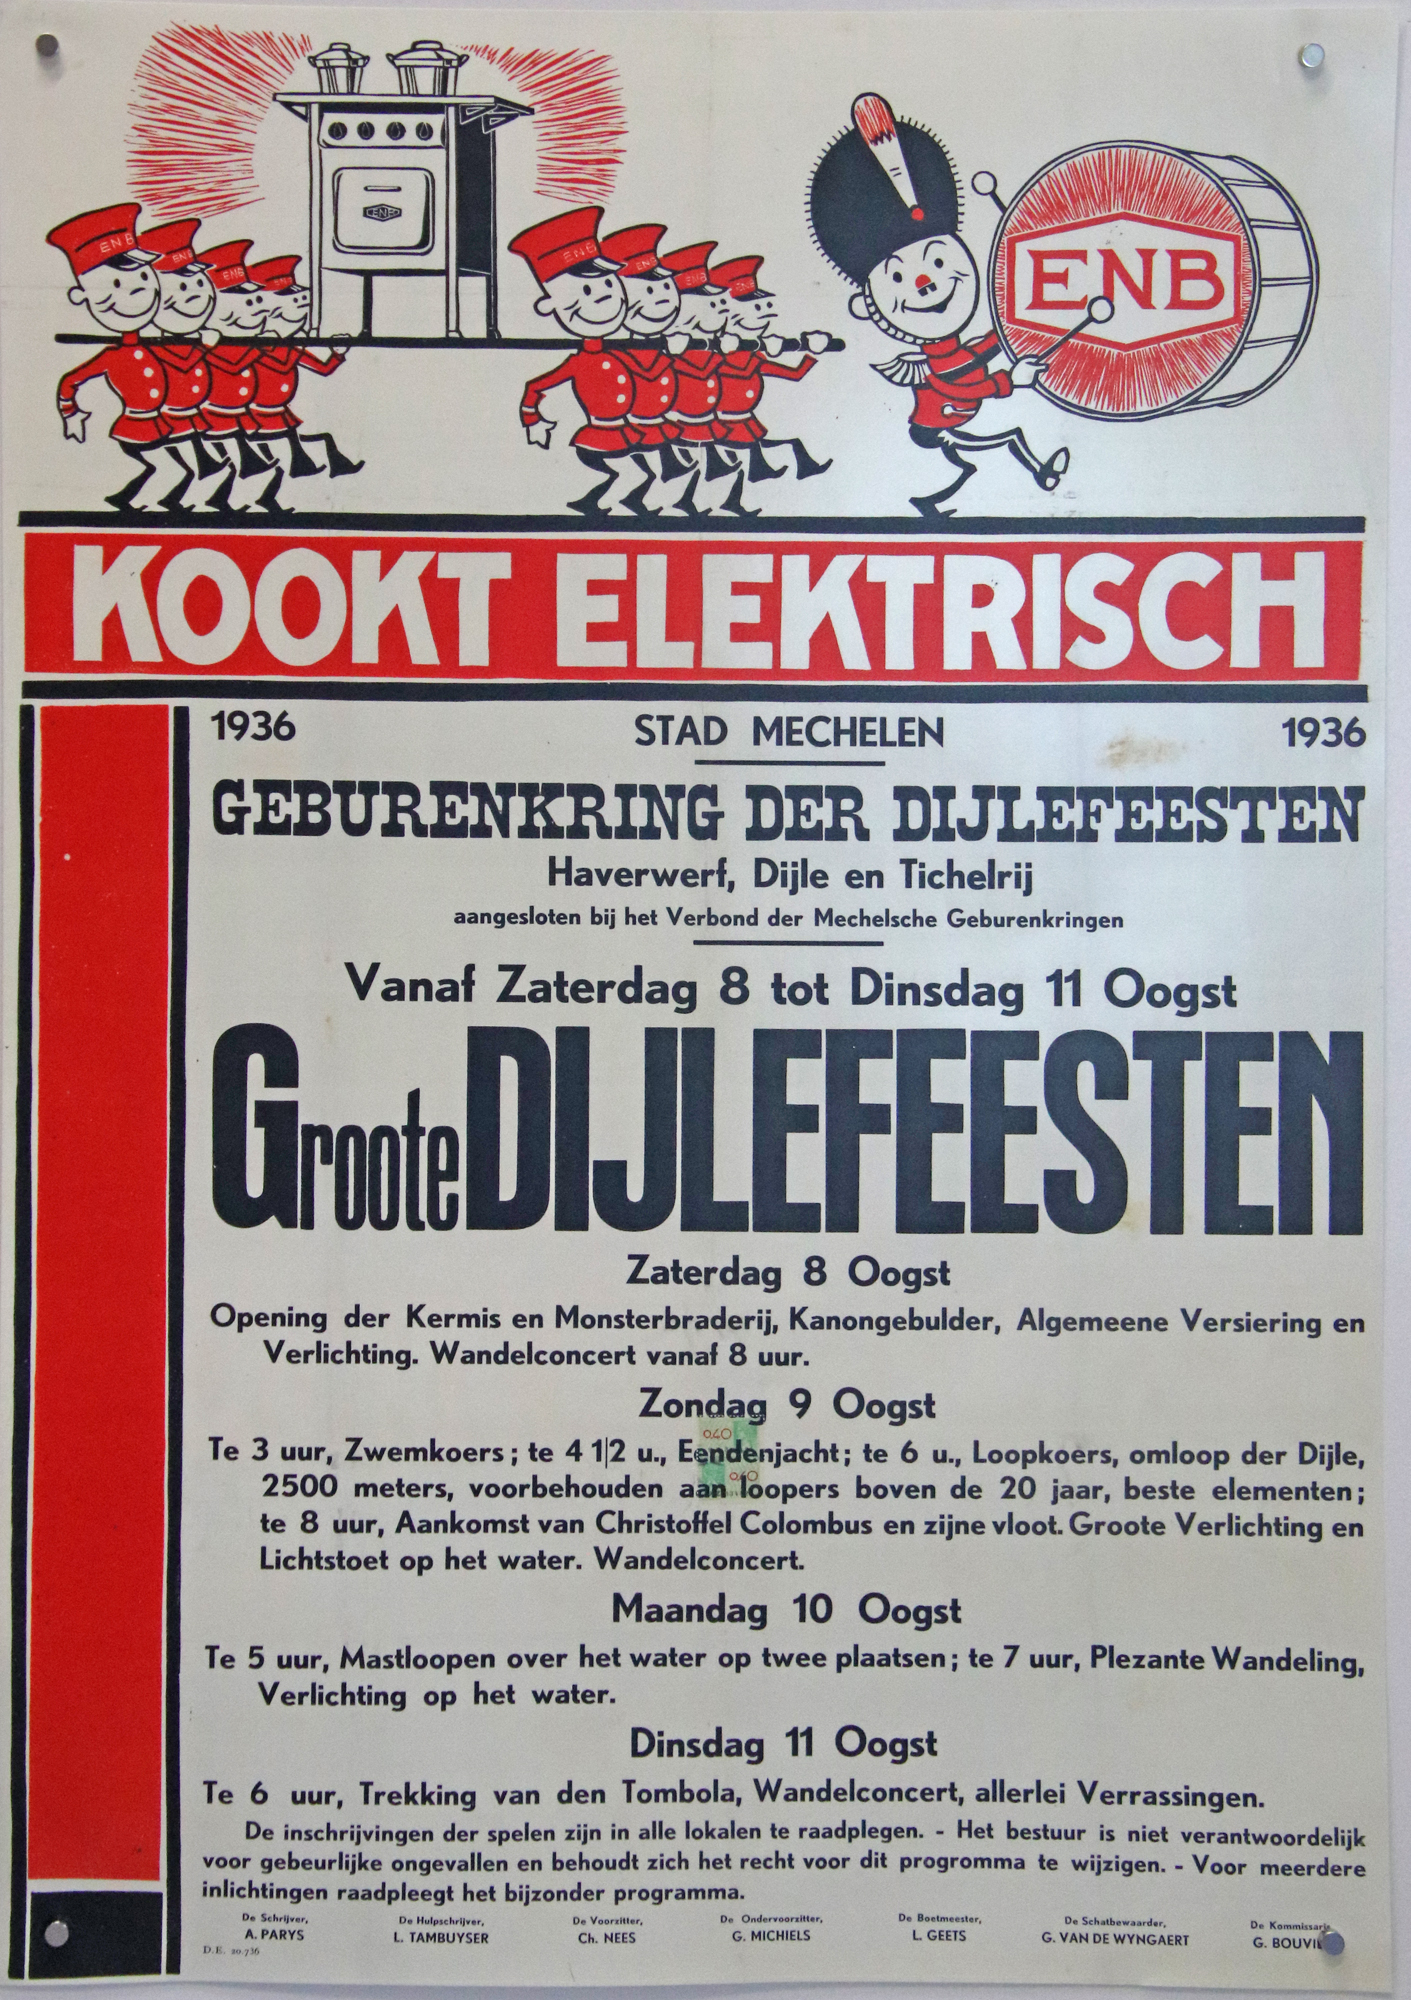 ENB
ENB
ENB
ENB
ENB
ENB
ENB
ENB
ENB
ENB
KOOKT ELEKTRISCH
1936 STAD MECHELEN 1936
GEBURENKRING DER DIJLEFEESTEN
Haverwerf, Dijle en Tichelrij
aangesloten bij het Verbond der Mechelsche Geburenkringen
Vanaf Zaterdag 8 tot Dinsdag 11 Oogst
Groote DIJLEFEESTEN
Zaterdag 8 Oogst
Opening der Kermis en Monsterbraderij, Kanongebulder, Algemeene Versiering en
Verlichting. Wandelconcert vanaf 8 uur.
Zondag 9 Oogst
0.40
Te 3 uur, Zwemkoers; te 4 1|2 u., Eendenjacht; te 6 u., Loopkoers, omloop der Dijle,
0.40
2500 meters, voorbehouden aan loopers boven de 20 jaar, beste elementen;
te 8 uur, Aankomst van Christoffel Colombus en zijne vloot. Groote Verlichting en
Lichtstoet op het water. Wandelconcert.
Maandag 10 Oogst
Te 5 uur, Mastloopen over het water op twee plaatsen; te 7 uur, Plezante Wandeling,
Verlichting op het water.
Dinsdag 11 Oogst
Te 6 uur, Trekking van den Tombola, Wandelconcert, allerlei Verrassingen.
De inschrijvingen der spelen zijn in alle lokalen te raadplegen. - Het bestuur is niet verantwoordelijk
voor gebeurlijke ongevallen en behoudt zich het recht voor dit progromma te wijzigen. - Voor meerdere
inlichtingen raadpleegt het bijzonder programma.
De Schrijver, De Hulpschrijver, De Voorzitter, De Ondervoorzitter, De Boetmeester, De Schatbewaarder, De Kommissaris
A. PARYS L. TAMBUYSER Ch. NEES G. MICHIELS L. GEETS G. VAN DE WYNGAERT G.
D.E. 20.736